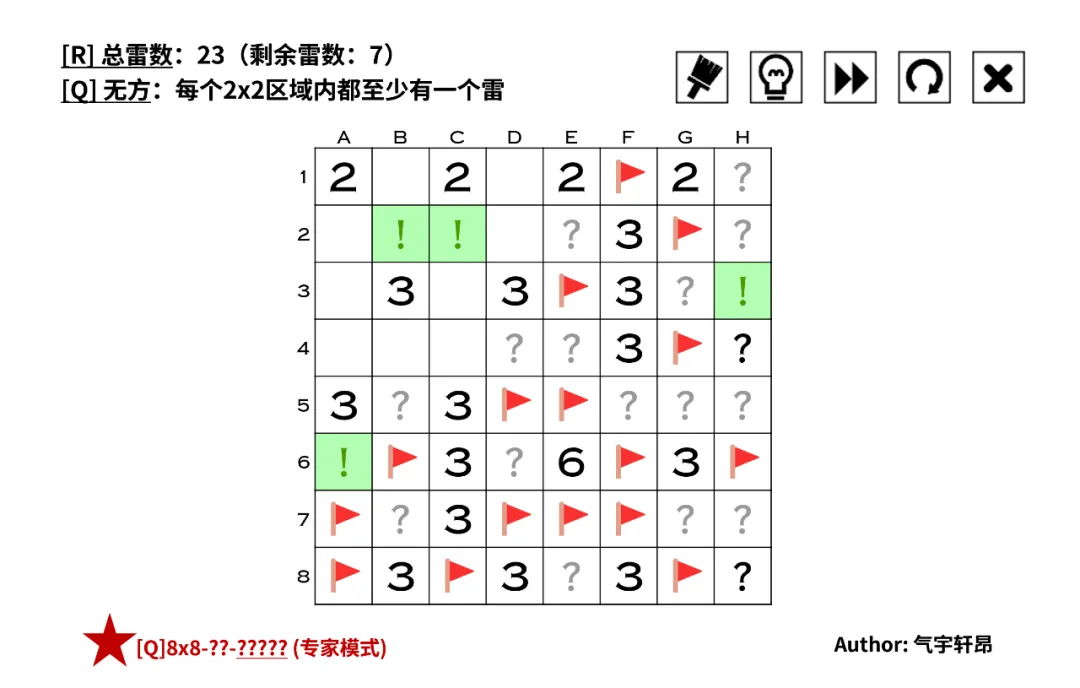 [R] 总雷数：23（剩余雷数：7）
[Q] 无方：每个2x2区域内都至少有一个雷
A B C D E F G H
1 2 2 2 2 ?
2 ! ! ? 3 ?
3 3 3 3 ? !
4 ? ? 3 ?
5 3 ? 3 ? ? ?
6 ! 3 ? 6 3
7 ? 3 ? ?
8 3 3 ? 3 ?
[Q]8x8-??-????? (专家模式)
Author: 气宇轩昂